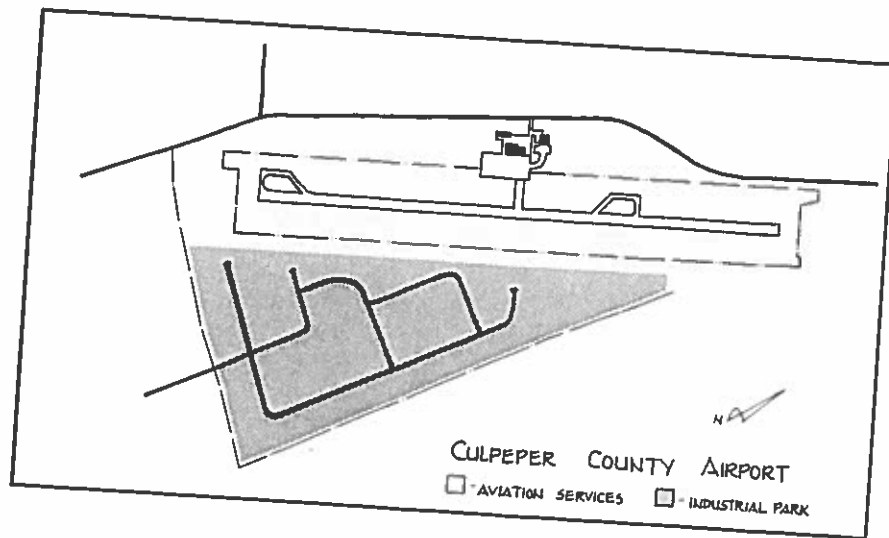 N
CULPEPER COUNTY AIRPORT
- AVIATION SERVICES - INDUSTRIAL PARK